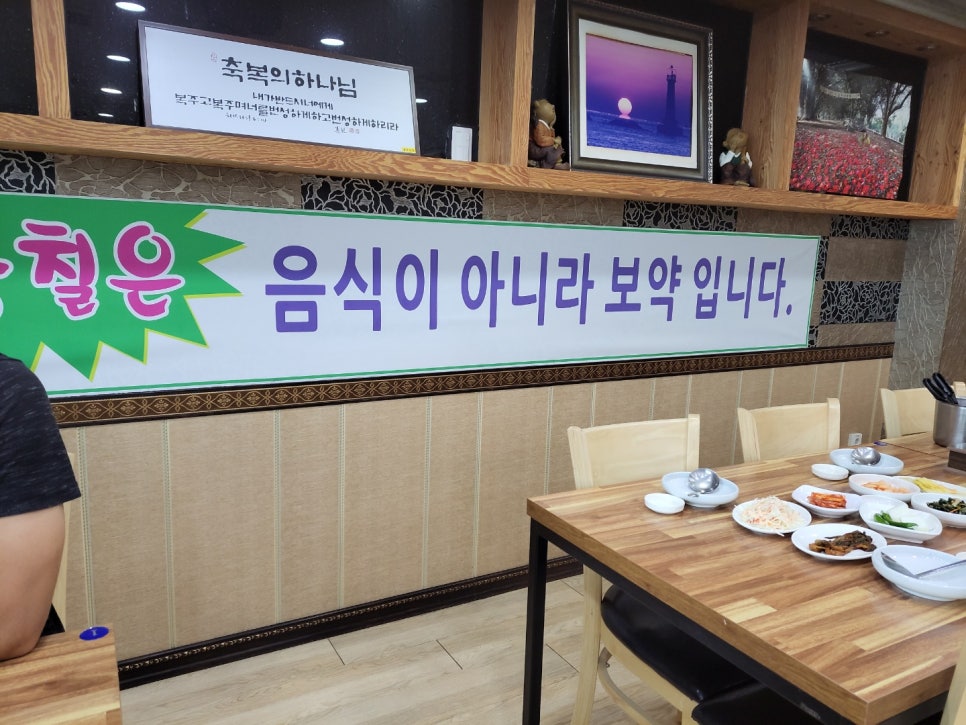 축복의하나님
내가반드시너에게
복주고복주며너를번성하게하고번성하게하리라
철은 음식이 아니라 보약 입니다.